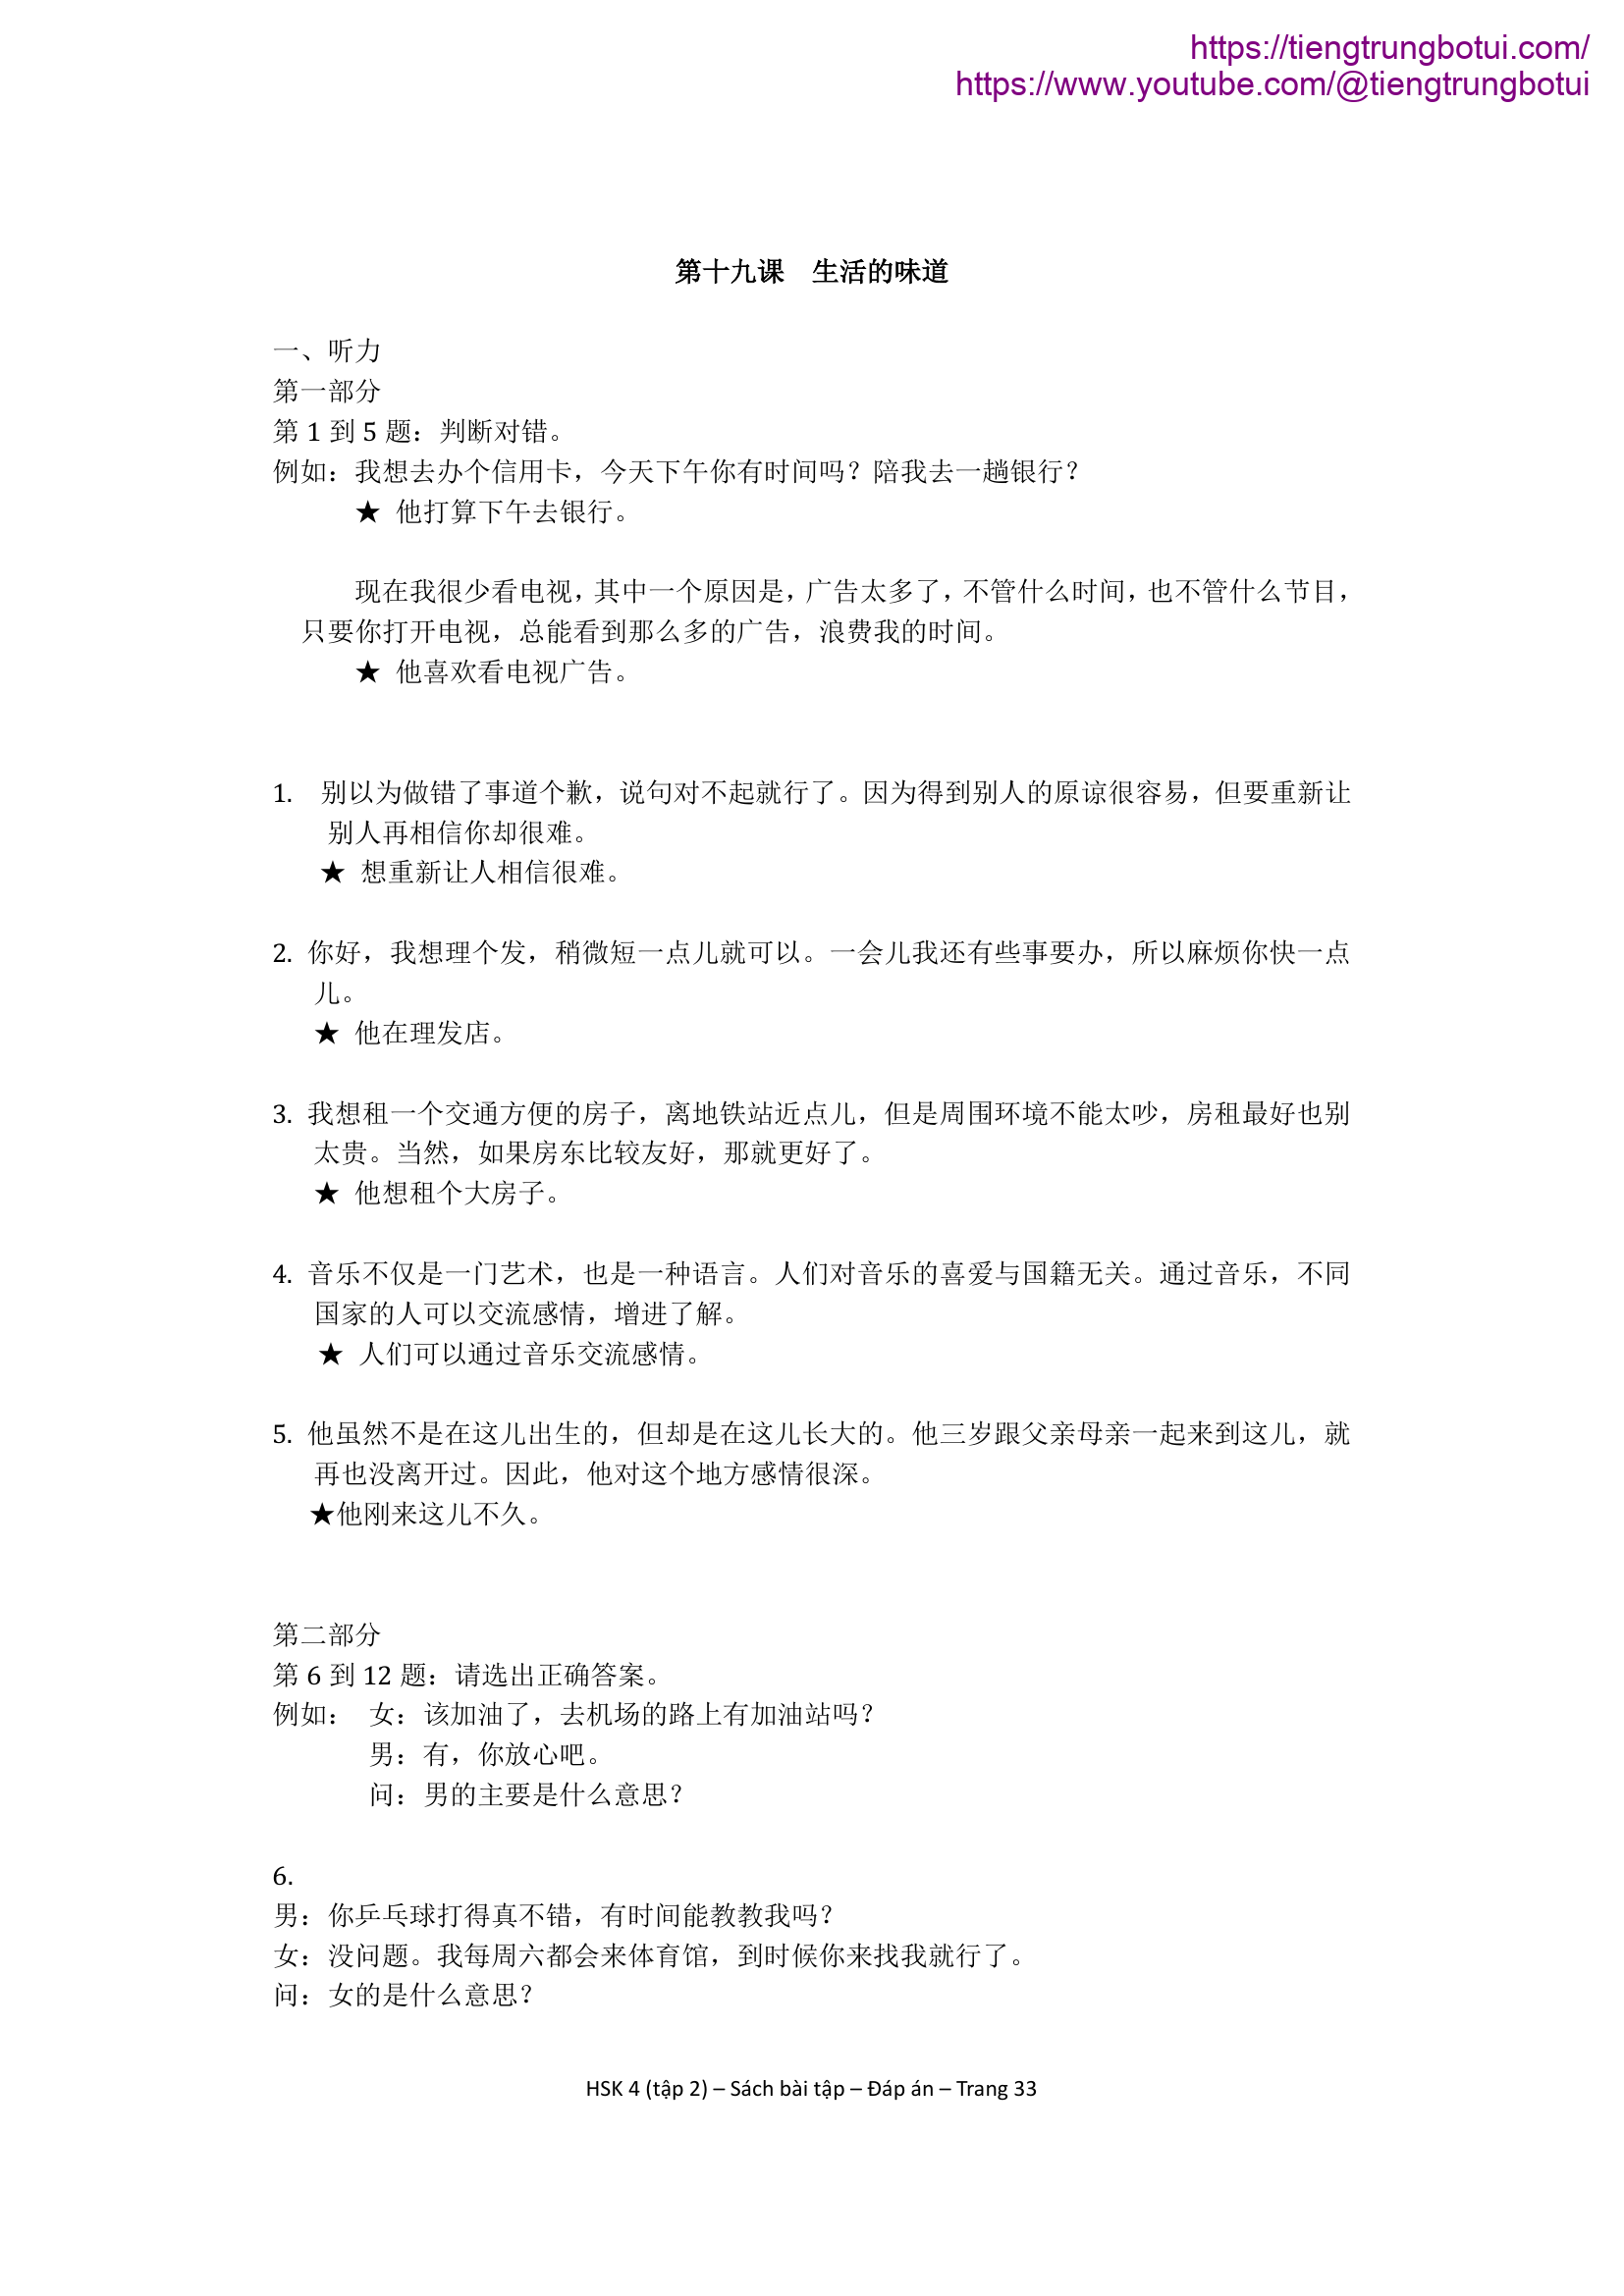 https://tiengtrungbotui.com/
https://www.youtube.com/@tiengtrungbotui
第十九课 生活的味道
一、听力
第一部分
第 1 到 5 题：判断对错。
例如：我想去办个信用卡，今天下午你有时间吗？陪我去一趟银行？
★ 他打算下午去银行。
现在我很少看电视，其中一个原因是，广告太多了，不管什么时间，也不管什么节目，
只要你打开电视，总能看到那么多的广告，浪费我的时间。
★ 他喜欢看电视广告。
1. 别以为做错了事道个歉，说句对不起就行了。因为得到别人的原谅很容易，但要重新让
别人再相信你却很难。
★ 想重新让人相信很难。
2. 你好，我想理个发，稍微短一点儿就可以。一会儿我还有些事要办，所以麻烦你快一点
儿。
★ 他在理发店。
3. 我想租一个交通方便的房子，离地铁站近点儿，但是周围环境不能太吵，房租最好也别
太贵。当然，如果房东比较友好，那就更好了。
★ 他想租个大房子。
4. 音乐不仅是一门艺术，也是一种语言。人们对音乐的喜爱与国籍无关。通过音乐，不同
国家的人可以交流感情，增进了解。
★ 人们可以通过音乐交流感情。
5. 他虽然不是在这儿出生的，但却是在这儿长大的。他三岁跟父亲母亲一起来到这儿，就
再也没离开过。因此，他对这个地方感情很深。
★他刚来这儿不久。
第二部分
第 6 到 12 题：请选出正确答案。
例如： 女：该加油了，去机场的路上有加油站吗？
男：有，你放心吧。
问：男的主要是什么意思？
6.
男：你乒乓球打得真不错，有时间能教教我吗？
女：没问题。我每周六都会来体育馆，到时候你来找我就行了。
问：女的是什么意思？
HSK 4 (tập 2) – Sách bài tập – Đáp án – Trang 33